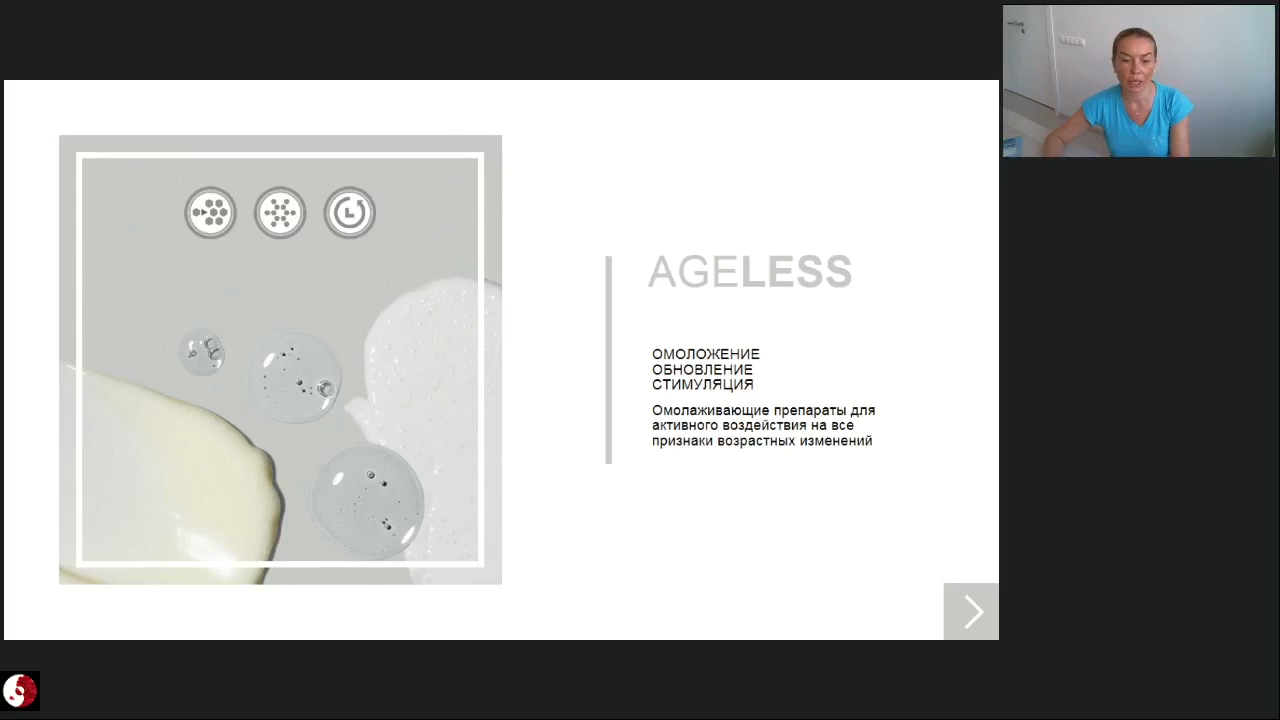 AGELESS
ОМОЛОЖЕНИЕ
ОБНОВЛЕНИЕ
СТИМУЛЯЦИЯ
Омолаживающие препараты для
активного воздействия на все
признаки возрастных изменений